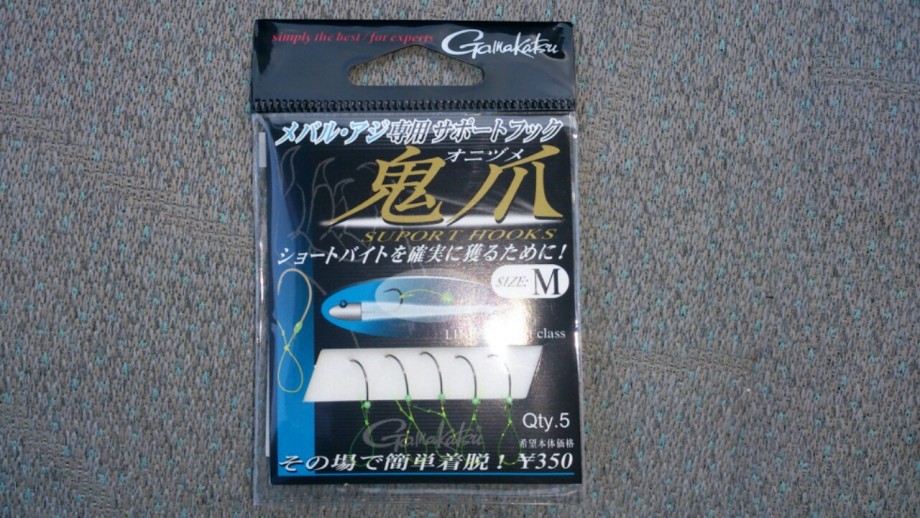 simply the best / for experts
Gamakatsu
メバル・アジ専用 サポートフック
オニヅメ
鬼爪
SUPORT HOOKS
ショートバイトを確実に獲るために!
SIZE: M
class
Qty.5
Gamakatsu
希望本体価格
その場で簡単着脱! ¥350